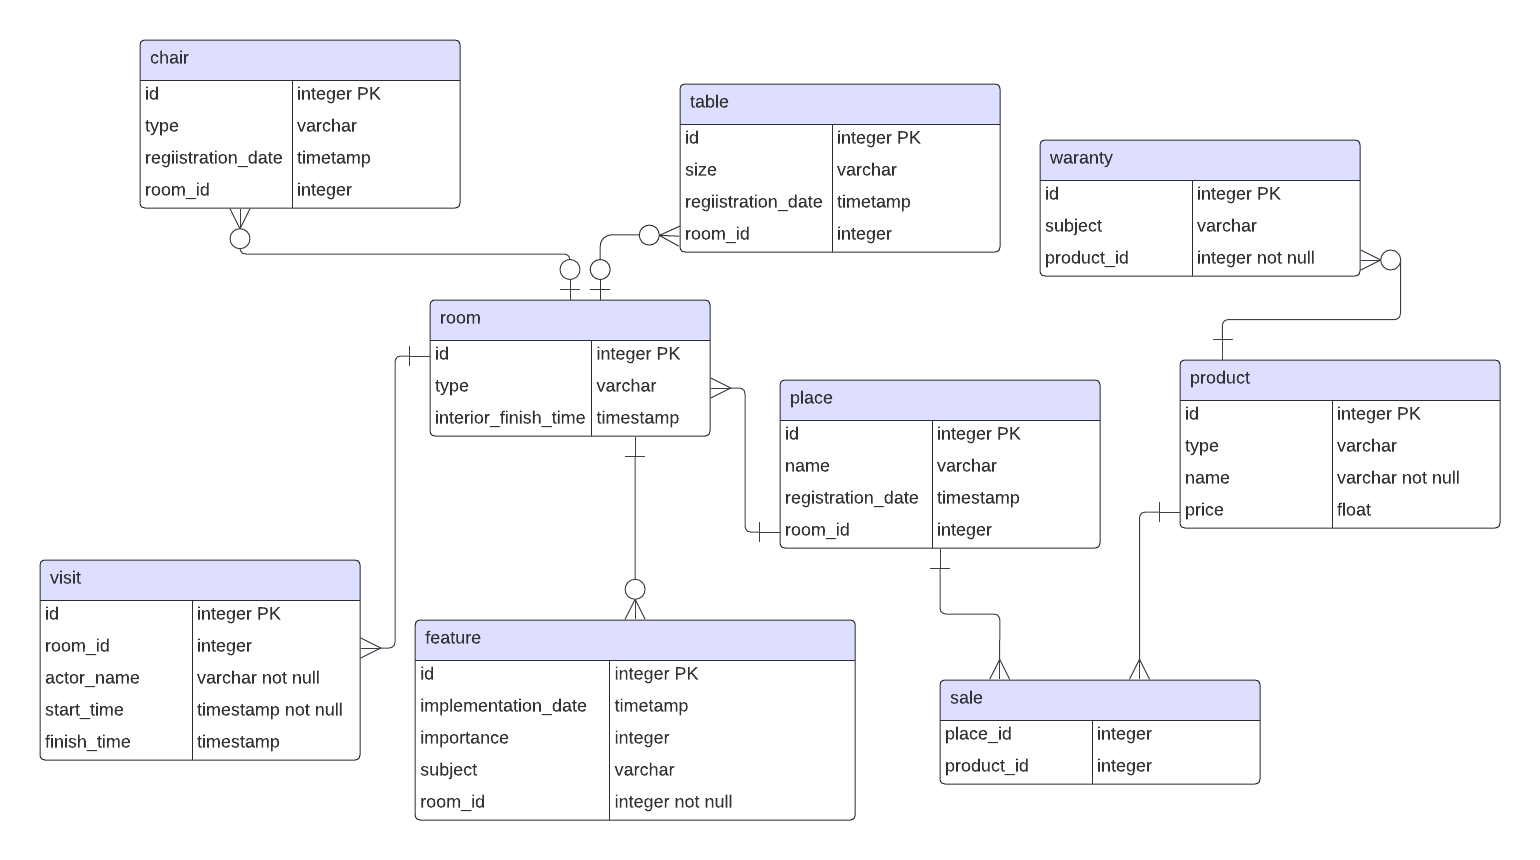 chair
id integer PK
type varchar
regiistration_date timetamp
room_id integer
table
id integer PK
size varchar
regiistration_date timetamp
room_id integer
waranty
id integer PK
subject varchar
product_id integer not null
room
id integer PK
type varchar
interior_finish_time timestamp
place
id integer PK
name varchar
registration_date timestamp
room_id integer
product
id integer PK
type varchar
name varchar not null
price float
visit
id integer PK
room_id integer
actor_name varchar not null
start_time timestamp not null
finish_time timestamp
feature
id integer PK
implementation_date timetamp
importance integer
subject varchar
room_id integer not null
sale
place_id integer
product_id integer